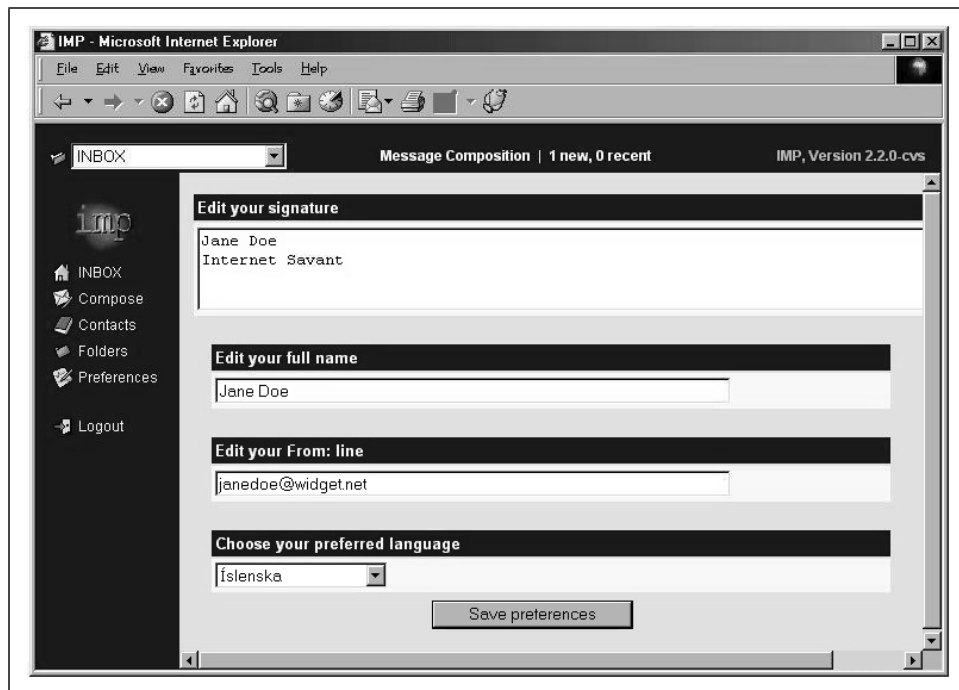 IMP - Microsoft Internet Explorer
File Edit View Favorites Tools Help
INBOX
Message Composition | 1 new, 0 recent
IMP, Version 2.2.0-cvs
imp
INBOX
Compose
Contacts
Folders
Preferences
Logout
Edit your signature
Jane Doe
Internet Savant
Edit your full name
Jane Doe
Edit your From: line
janedoe@widget.net
Choose your preferred language
Íslenska
Save preferences